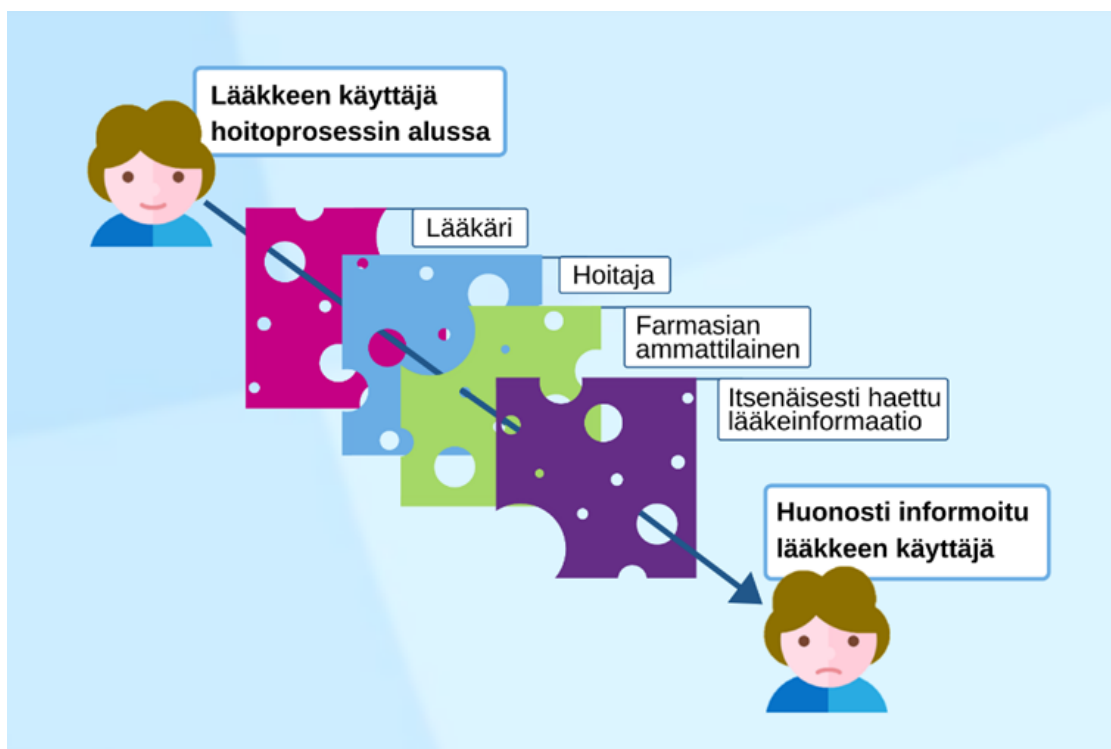 Lääkkeen käyttäjä
hoitoprosessin alussa
Lääkäri
Hoitaja
Farmasian
ammattilainen
Itsenäisesti haettu
lääkeinformaatio
Huonosti informoitu
lääkkeen käyttäjä